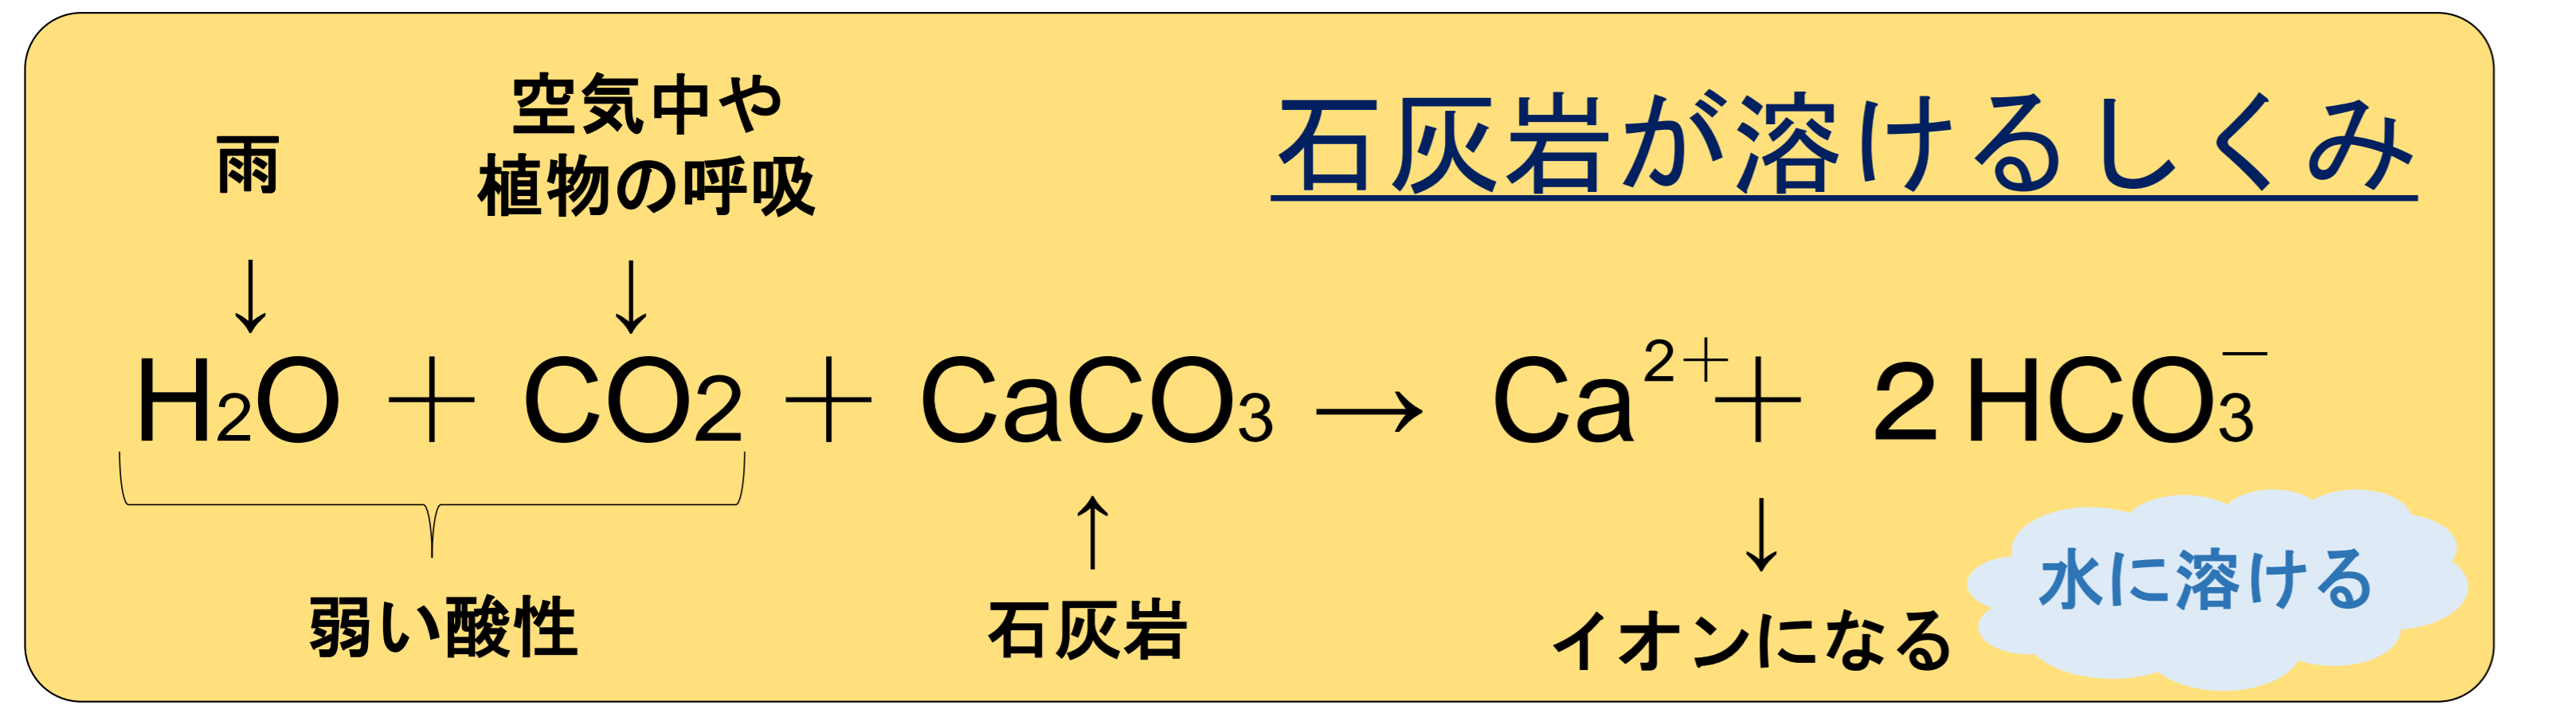 石灰岩が溶けるしくみ
雨
空気中や
植物の呼吸
↓ ↓
H₂O + CO2 + CaCO₃ → Ca²⁺ + 2HCO₃⁻
↑ ↓
弱い酸性
石灰岩
イオンになる
水に溶ける